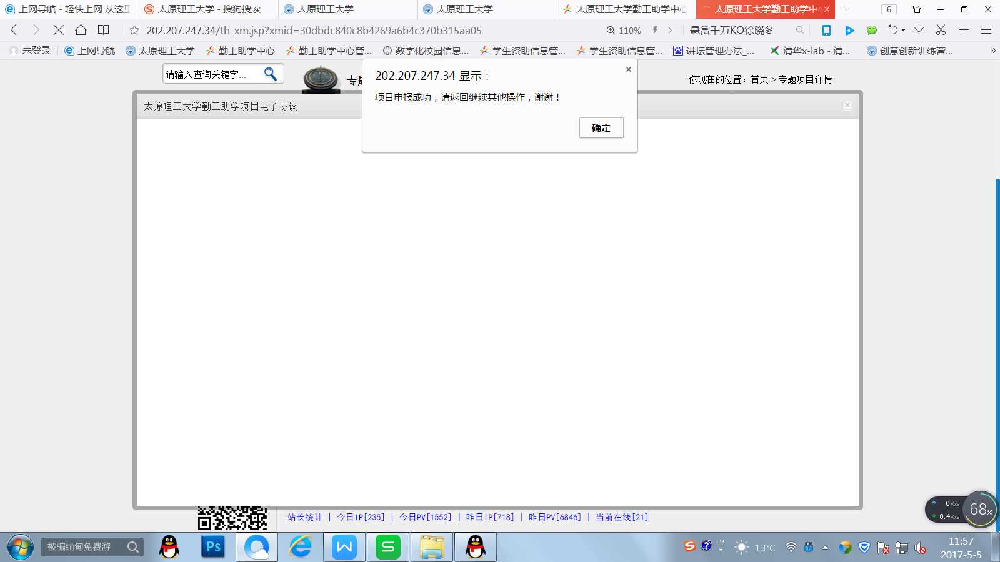 上网导航 - 轻快上网 从这里
太原理工大学 - 搜狗搜索
太原理工大学
太原理工大学
太原理工大学勤工助学中心
太原理工大学勤工助学中心
6
202.207.247.34/th_xm.jsp?xmid=30dbdc840c8b4269a6b4c370b315aa05
110%
悬赏千万KO徐晓冬
未登录
上网导航
太原理工大学
勤工助学中心
勤工助学中心管...
数字化校园信息...
学生资助信息管...
学生资助信息管...
讲坛管理办法_...
清华x-lab - 清...
创意创新训练营...
»
请输入查询关键字...
专题
你现在的位置：首页 > 专题项目详情
202.207.247.34 显示：
项目申报成功，请返回继续其他操作，谢谢！
确定
太原理工大学勤工助学项目电子协议
站长统计 | 今日IP[235] | 今日PV[1552] | 昨日IP[718] | 昨日PV[6846] | 当前在线[21]
0K/s
0.4K/s
68%
被骗缅甸免费游
Ps
13℃
11:57
2017-5-5